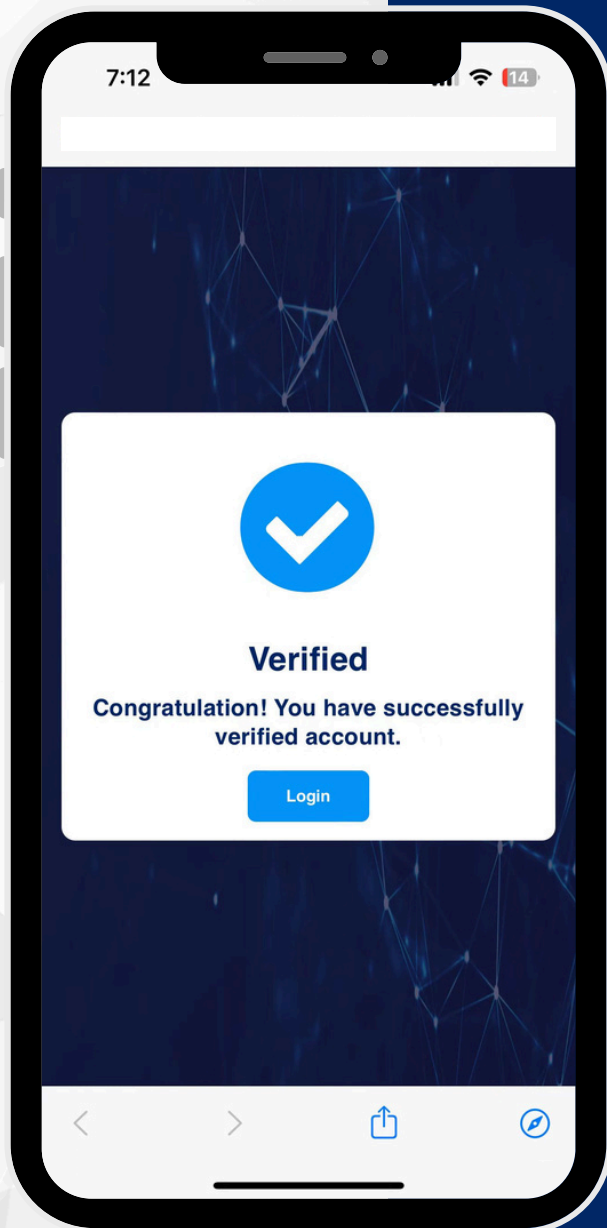 7:12
14
Verified
Congratulation! You have successfully
verified account.
Login